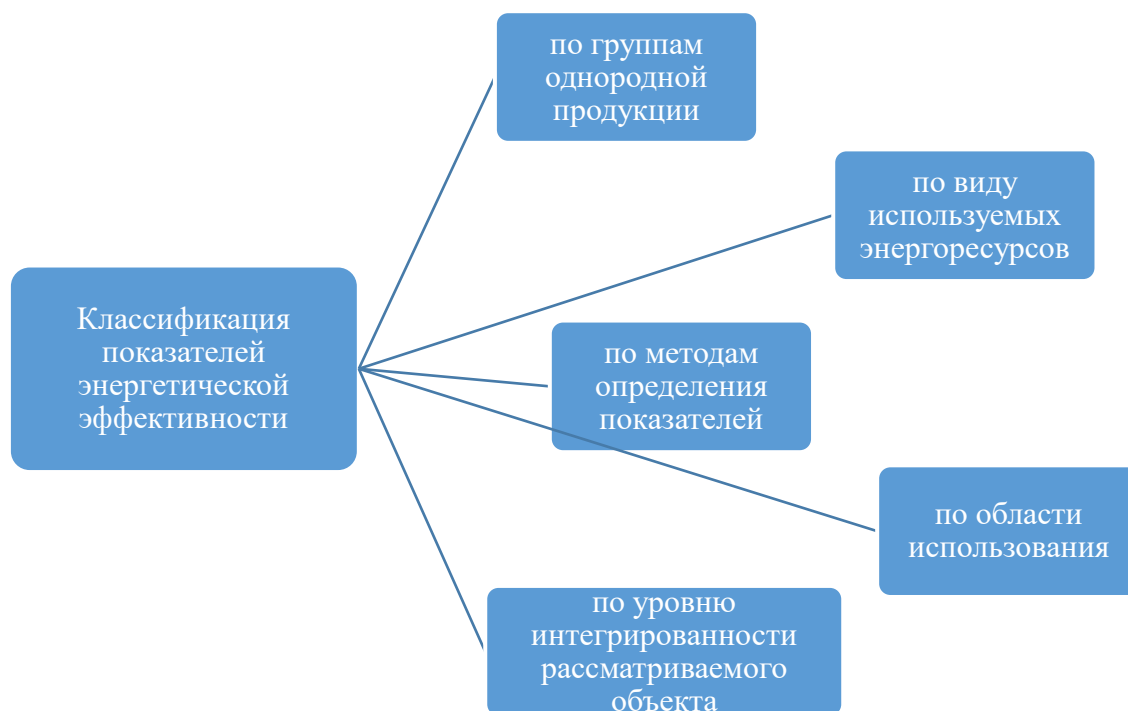 по группам
однородной
продукции
по виду
используемых
энергоресурсов
Классификация
показателей
энергетической
эффективности
по методам
определения
показателей
по области
использования
по уровню
интегрированности
рассматриваемого
объекта